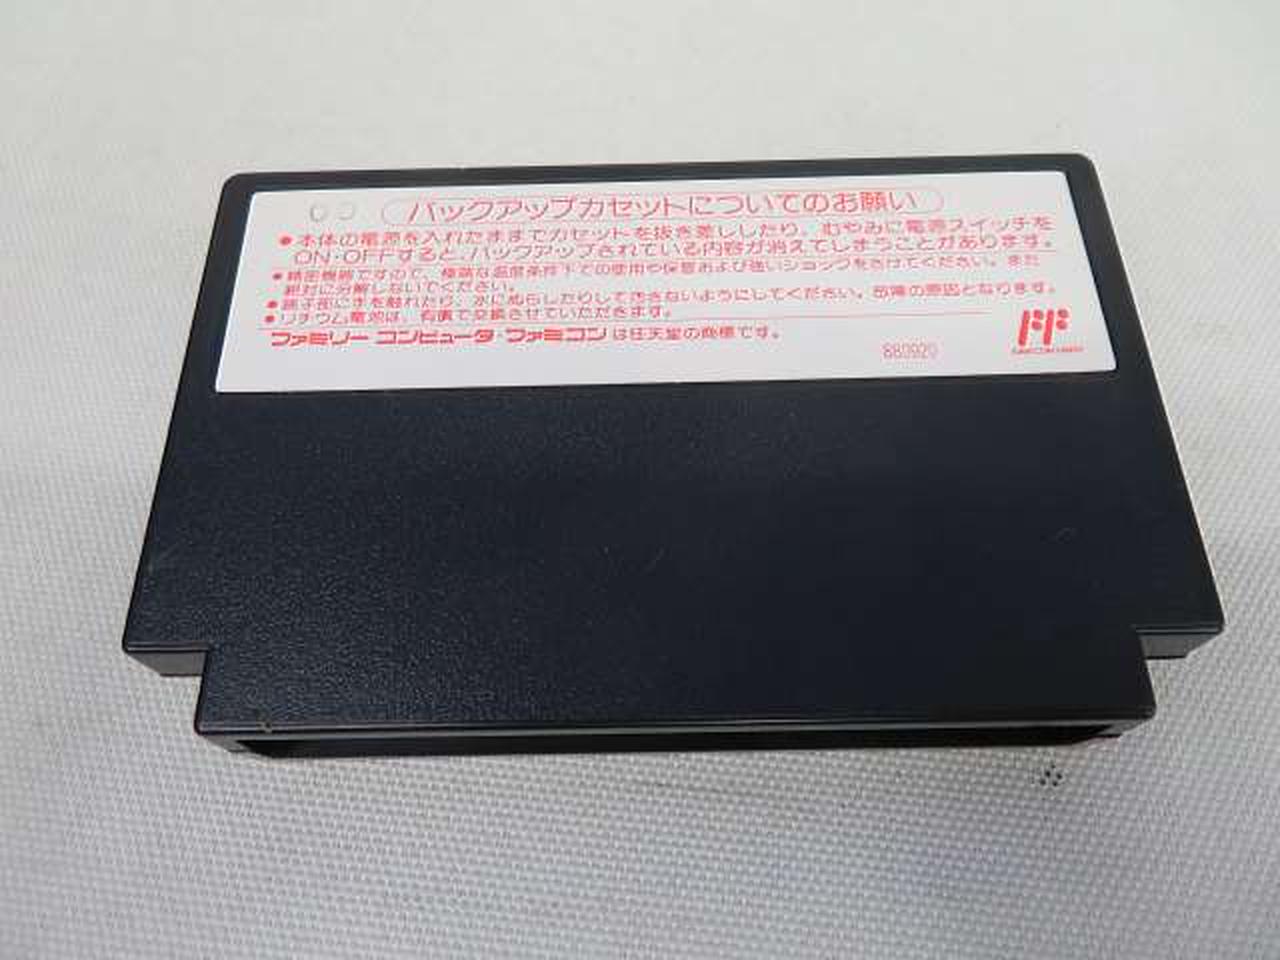 バックアップカセットについてのお願い
●本体の電源を入れたままでカセットを抜き差ししたり、むやみに電源スイッチを
ON・OFFすると、バックアップされている内容が消えてしまうことがあります。
●精密機器ですので、極端な温度条件下での使用や保管および強いショックをさけてください。また
絶対に分解しないでください。
●端子部に手を触れたり、水にぬらしたりして汚さないようにしてください。故障の原因となります。
●リチウム電池は、有償で交換させていただきます。
ファミリーコンピュータ・ファミコンは任天堂の商標です。
880920